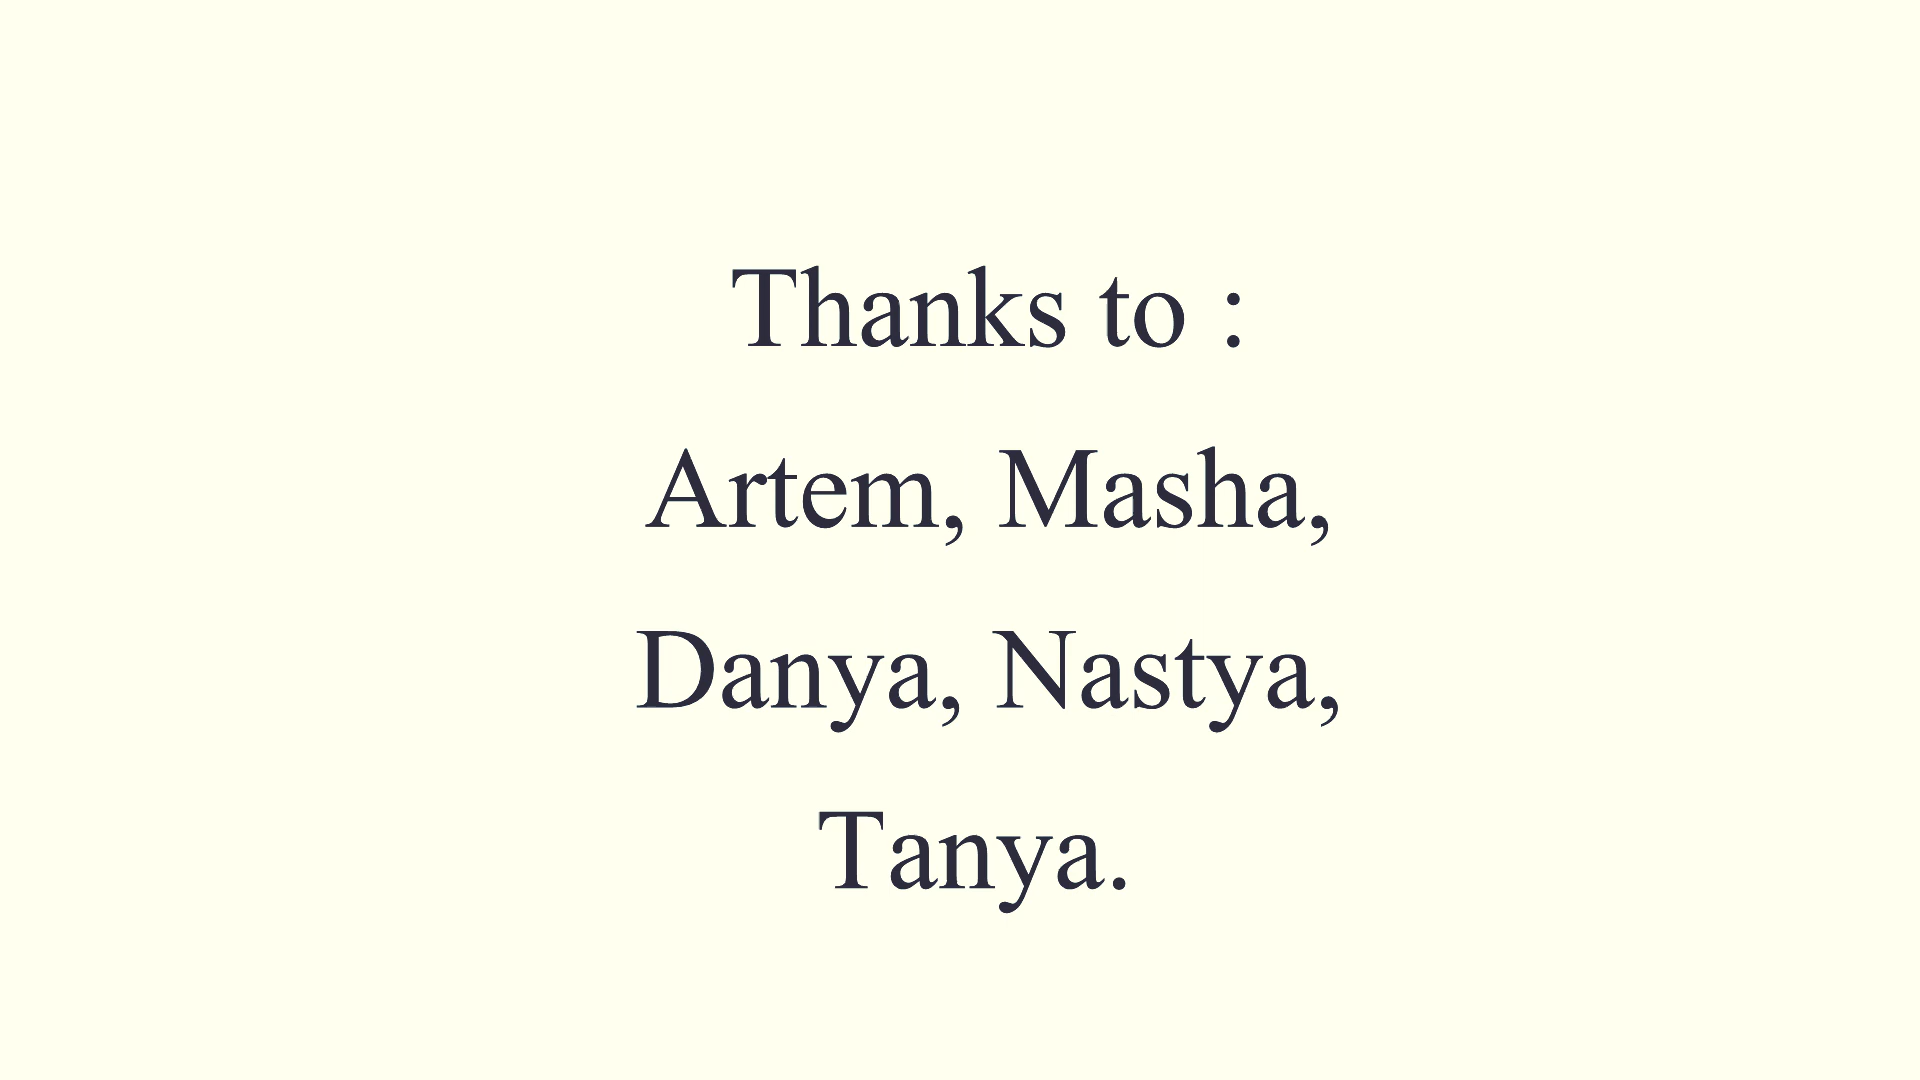 Thanks to :
Artem, Masha,
Danya, Nastya,
Tanya.